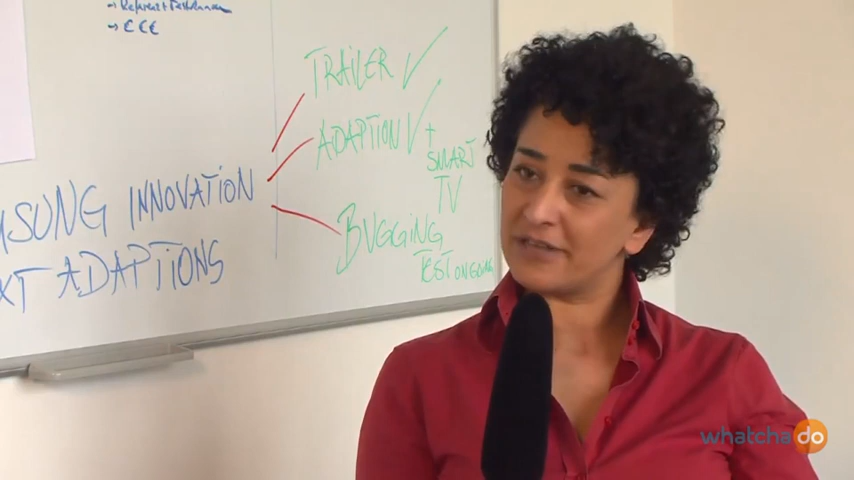 → € € €
TRAILER ✓
ADAPTION ✓ +
SMART
TV
SUNG INNOVATION
XT ADAPTIONS
BUGGING
TEST ONGOING
whatchado